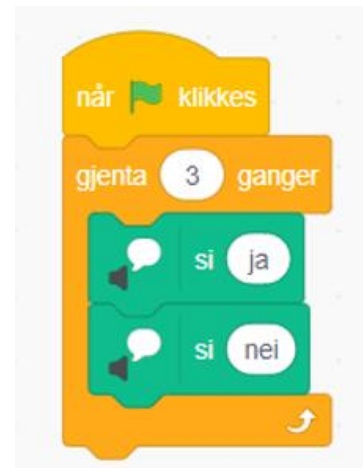 når klikkes
gjenta 3 ganger
si ja
si nei